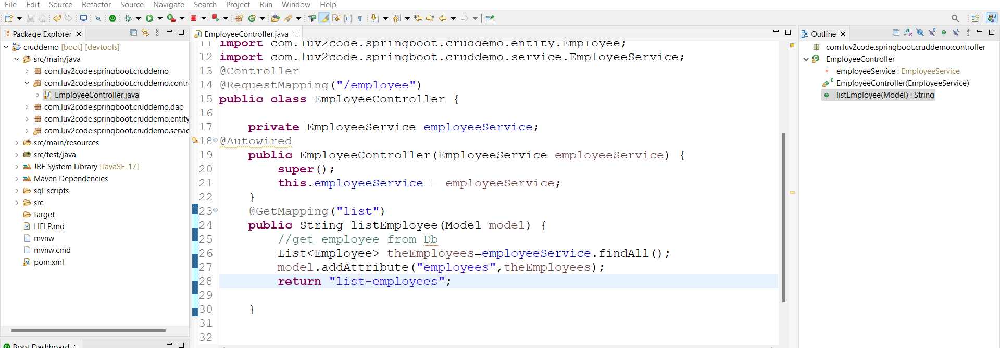 File Edit Source Refactor Source Navigate Search Project Run Window Help
Package Explorer
cruddemo [boot] [devtools]
src/main/java
com.luv2code.springboot.cruddemo
com.luv2code.springboot.cruddemo.contr
EmployeeController.java
com.luv2code.springboot.cruddemo.dao
com.luv2code.springboot.cruddemo.entity
com.luv2code.springboot.cruddemo.servic
src/main/resources
src/test/java
JRE System Library [JavaSE-17]
Maven Dependencies
sql-scripts
src
target
HELP.md
mvnw
mvnw.cmd
pom.xml
Boot Dashboard
EmployeeController.java
11 import com.luv2code.springboot.cruddemo.entity.Employee;
12 import com.luv2code.springboot.cruddemo.service.EmployeeService;
13 @Controller
14 @RequestMapping("/employee")
15 public class EmployeeController {
16
17 private EmployeeService employeeService;
18 @Autowired
19 public EmployeeController(EmployeeService employeeService) {
20 super();
21 this.employeeService = employeeService;
22 }
23 @GetMapping("list")
24 public String listEmployee(Model model) {
25 //get employee from Db
26 List<Employee> theEmployees=employeeService.findAll();
27 model.addAttribute("employees",theEmployees);
28 return "list-employees";
29
30 }
31
32
Outline
com.luv2code.springboot.cruddemo.controller
EmployeeController
employeeService : EmployeeService
EmployeeController(EmployeeService)
listEmployee(Model) : String